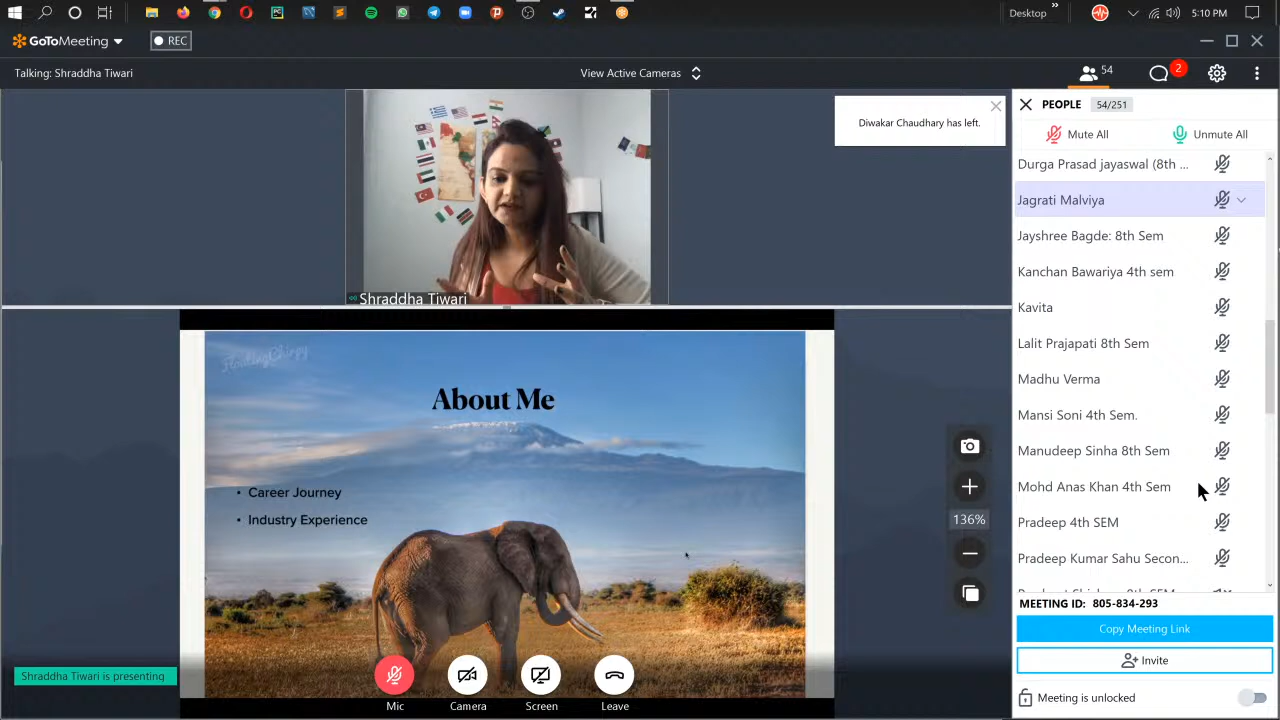 Desktop
5:10 PM
GoToMeeting
REC
Talking: Shraddha Tiwari
View Active Cameras
54
2
Diwakar Chaudhary has left.
Shraddha Tiwari
PEOPLE 54/251
Mute All
Unmute All
Durga Prasad jayaswal (8th ...
Jagrati Malviya
Jayshree Bagde: 8th Sem
Kanchan Bawariya 4th sem
Kavita
Lalit Prajapati 8th Sem
Madhu Verma
Mansi Soni 4th Sem.
Manudeep Sinha 8th Sem
Mohd Anas Khan 4th Sem
Pradeep 4th SEM
Pradeep Kumar Sahu Secon...
MEETING ID: 805-834-293
Copy Meeting Link
Invite
Meeting is unlocked
About Me
• Career Journey
• Industry Experience
136%
Shraddha Tiwari is presenting
Mic
Camera
Screen
Leave